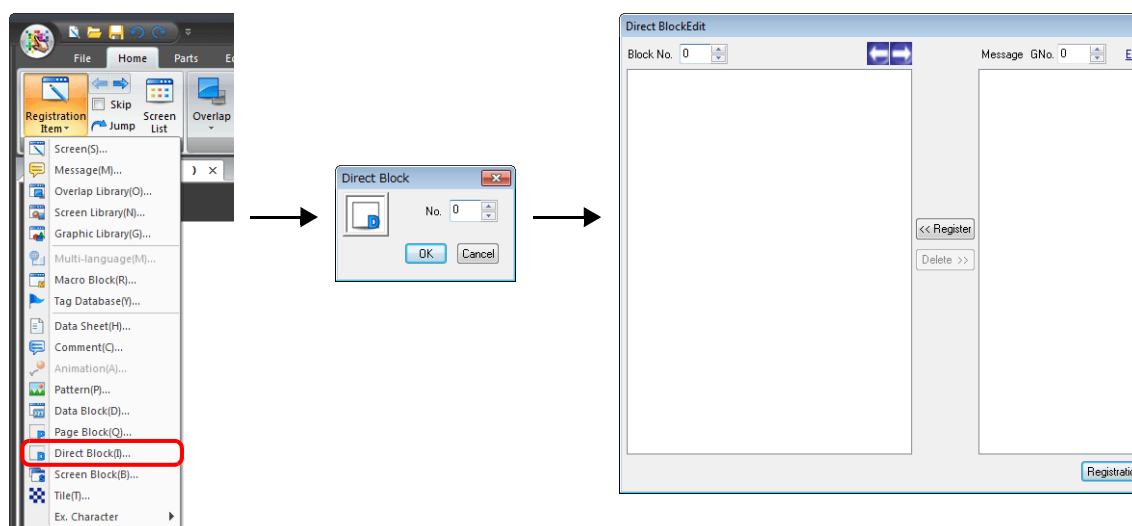 File Home Parts
Registration
Item
Skip
Jump
Screen
List
Overlap
Screen(S)...
Message(M)...
Overlap Library(O)...
Screen Library(N)...
Graphic Library(G)...
Multi-language(M)...
Macro Block(R)...
Tag Database(Y)...
Data Sheet(H)...
Comment(C)...
Animation(A)...
Pattern(P)...
Data Block(D)...
Page Block(Q)...
Direct Block(I)...
Screen Block(B)...
Tile(T)...
Ex. Character
Direct Block
No. 0
OK Cancel
Direct BlockEdit
Block No. 0
Message GNo. 0
<< Register
Delete >>